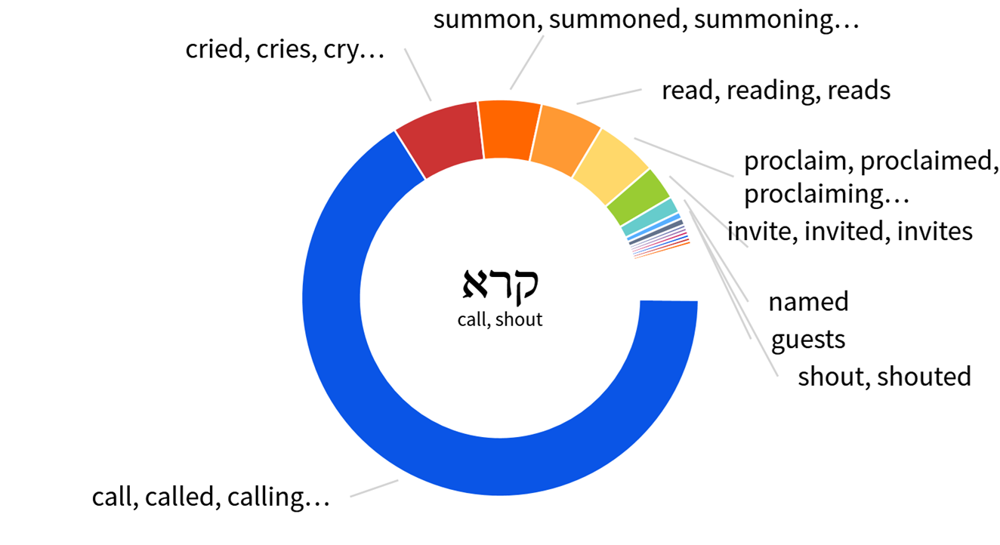 summon, summoned, summoning…
cried, cries, cry…
read, reading, reads
proclaim, proclaimed,
proclaiming…
invite, invited, invites
קרא
call, shout
named
guests
shout, shouted
call, called, calling…